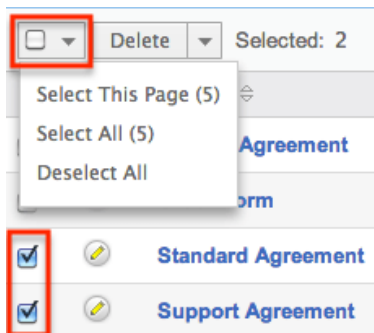 Delete
Selected: 2
Select This Page (5)
Select All (5)
Deselect All
Agreement
orm
Standard Agreement
Support Agreement